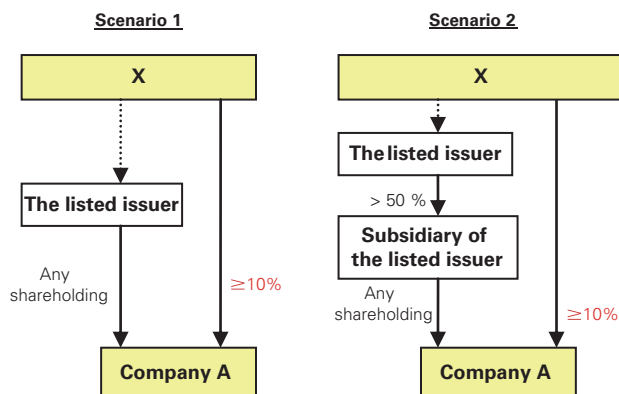 Scenario 1
X
The listed issuer
Any
shareholding
≥10%
Company A
Scenario 2
X
The listed issuer
> 50 %
Subsidiary of
the listed issuer
Any
shareholding
≥10%
Company A